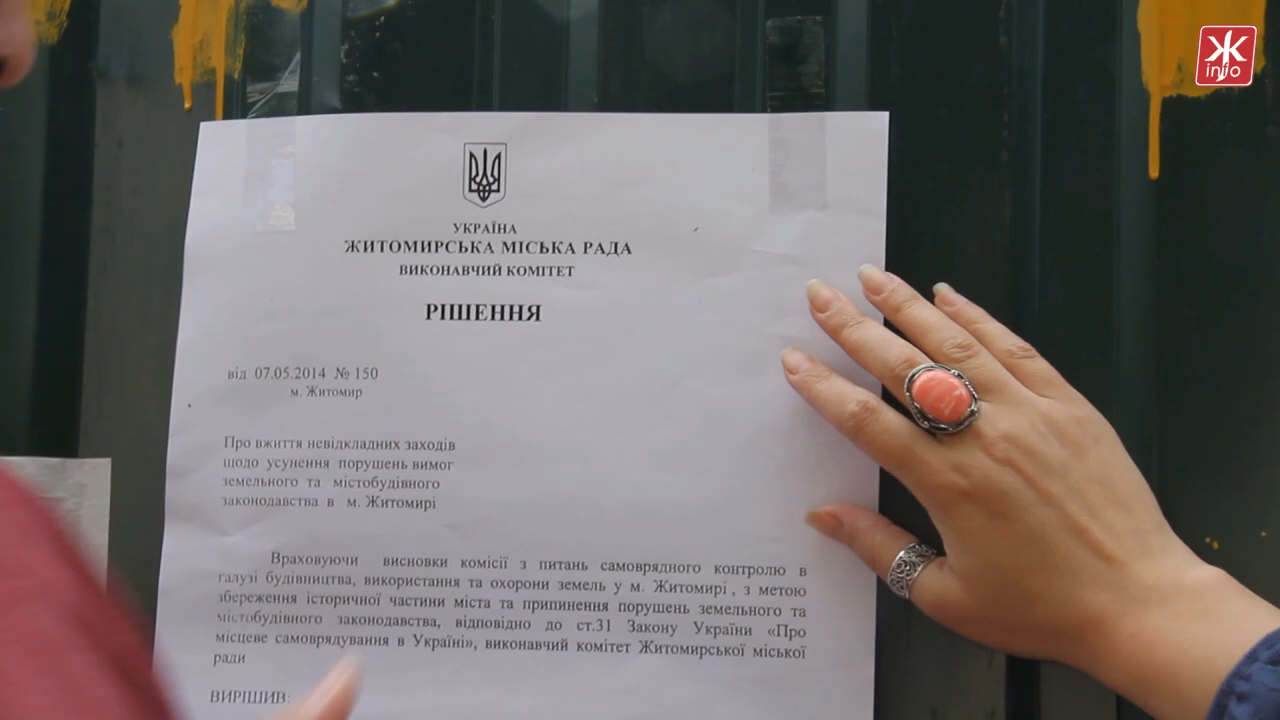 Ж
info
УКРАЇНА
ЖИТОМИРСЬКА МІСЬКА РАДА
ВИКОНАВЧИЙ КОМІТЕТ
РІШЕННЯ
від 07.05.2014 № 150
м. Житомир
Про вжиття невідкладних заходів
щодо усунення порушень вимог
земельного та містобудівного
законодавства в м. Житомирі
Враховуючи висновки комісії з питань самоврядного контролю в
галузі будівництва, використання та охорони земель у м. Житомирі , з метою
збереження історичної частини міста та припинення порушень земельного та
містобудівного законодавства, відповідно до ст.31 Закону України «Про
місцеве самоврядування в Україні», виконавчий комітет Житомирської міської
ради
ВИРІШИВ: